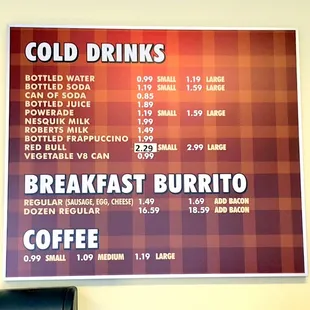 COLD DRINKS
BOTTLED WATER 0.99 SMALL 1.19 LARGE
BOTTLED SODA 1.19 SMALL 1.59 LARGE
CAN OF SODA 0.85
BOTTLED JUICE 1.89
POWERADE 1.19 SMALL 1.59 LARGE
NESQUIK MILK 1.99
ROBERTS MILK 1.49
BOTTLED FRAPPUCCINO 1.99
RED BULL 2.29 SMALL 2.99 LARGE
VEGETABLE V8 CAN 0.99
BREAKFAST BURRITO
REGULAR (SAUSAGE, EGG, CHEESE) 1.49 1.69 ADD BACON
DOZEN REGULAR 16.59 18.59 ADD BACON
COFFEE
0.99 SMALL 1.09 MEDIUM 1.19 LARGE